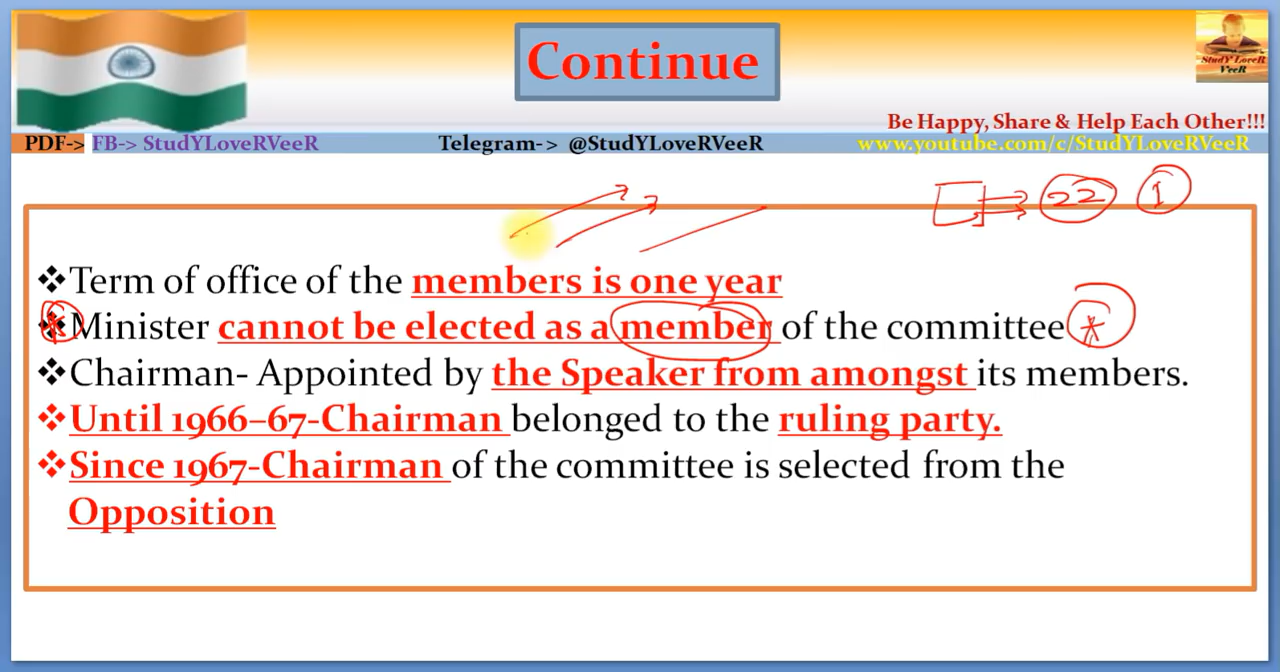 Continue
StudY LoveR
VeeR
Be Happy, Share & Help Each Other!!!
PDF-> FB-> StudYLoveRVeeR Telegram-> @StudYLoveRVeeR www.youtube.com/c/StudYLoveRVeeR
22 1
❖Term of office of the members is one year
❖Minister cannot be elected as a member of the committee
❖Chairman- Appointed by the Speaker from amongst its members.
❖Until 1966–67-Chairman belonged to the ruling party.
❖Since 1967-Chairman of the committee is selected from the
Opposition